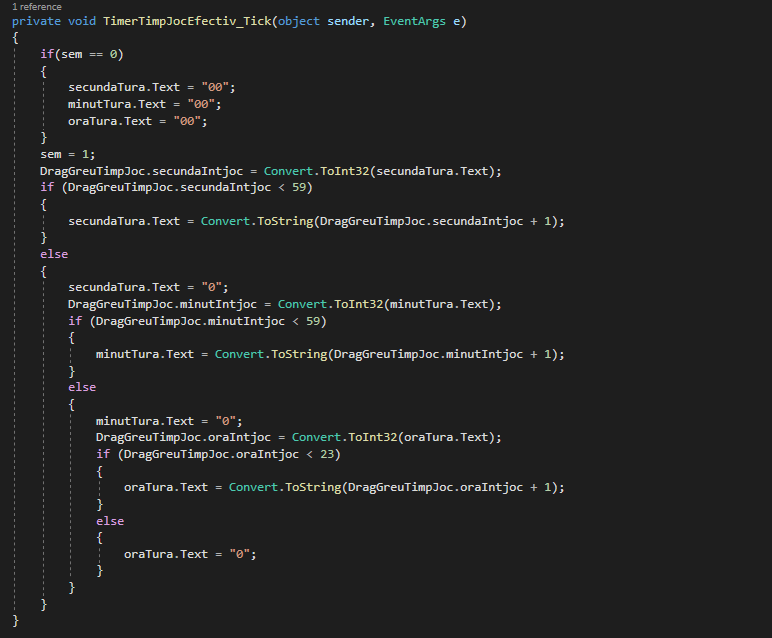 1 reference
private void TimerTimpJocEfectiv_Tick(object sender, EventArgs e)
{
if(sem == 0)
{
secundaTura.Text = "00";
minutTura.Text = "00";
oraTura.Text = "00";
}
sem = 1;
DragGreuTimpJoc.secundaIntjoc = Convert.ToInt32(secundaTura.Text);
if (DragGreuTimpJoc.secundaIntjoc < 59)
{
secundaTura.Text = Convert.ToString(DragGreuTimpJoc.secundaIntjoc + 1);
}
else
{
secundaTura.Text = "0";
DragGreuTimpJoc.minutIntjoc = Convert.ToInt32(minutTura.Text);
if (DragGreuTimpJoc.minutIntjoc < 59)
{
minutTura.Text = Convert.ToString(DragGreuTimpJoc.minutIntjoc + 1);
}
else
{
minutTura.Text = "0";
DragGreuTimpJoc.oraIntjoc = Convert.ToInt32(oraTura.Text);
if (DragGreuTimpJoc.oraIntjoc < 23)
{
oraTura.Text = Convert.ToString(DragGreuTimpJoc.oraIntjoc + 1);
}
else
{
oraTura.Text = "0";
}
}
}
}